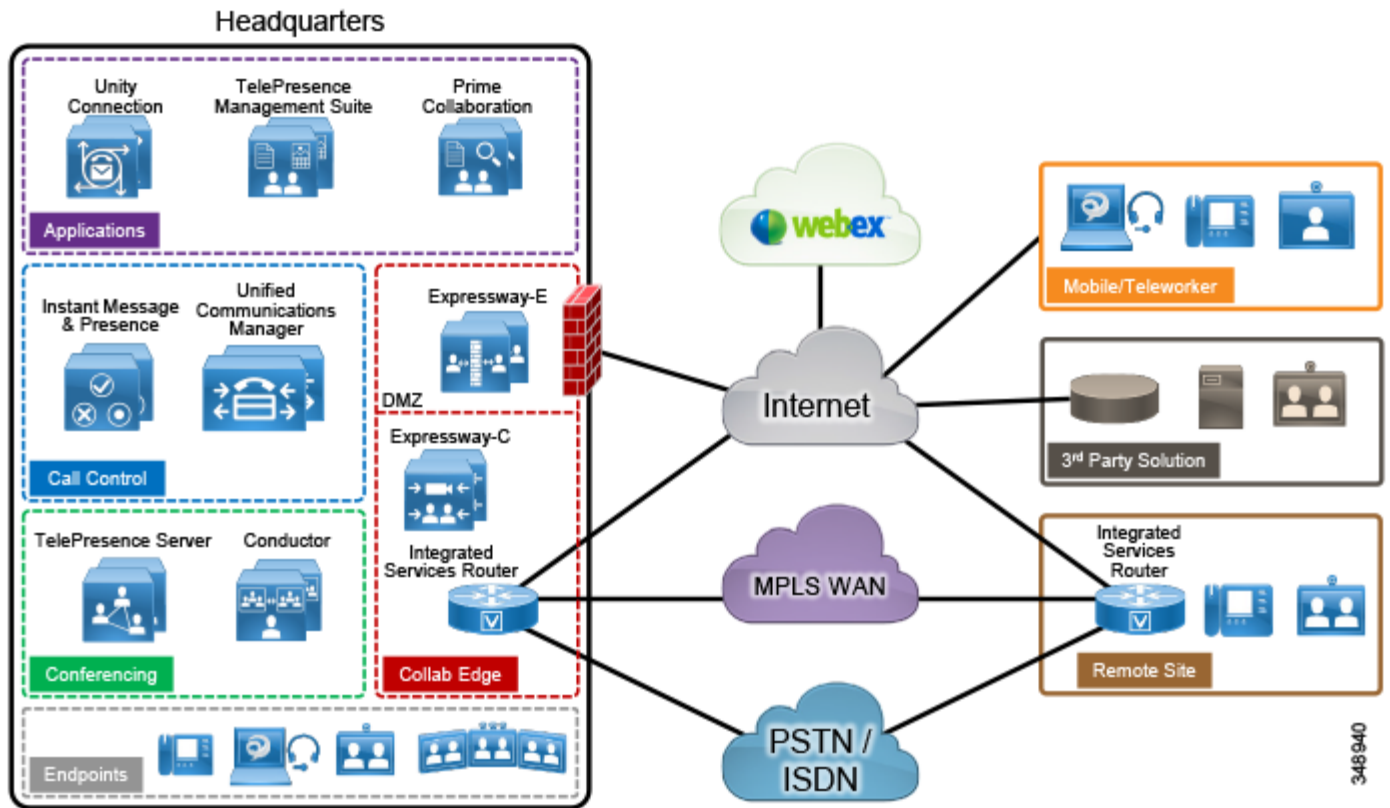 Headquarters
Unity
Connection
TelePresence
Management Suite
Prime
Collaboration
Applications
Instant Message
& Presence
Unified
Communications
Manager
Call Control
Expressway-E
DMZ
Expressway-C
Integrated
Services Router
Collab Edge
TelePresence Server
Conductor
Conferencing
Endpoints
webex™
Internet
MPLS WAN
PSTN /
ISDN
Mobile/Teleworker
3rd Party Solution
Integrated
Services
Router
Remote Site
348940